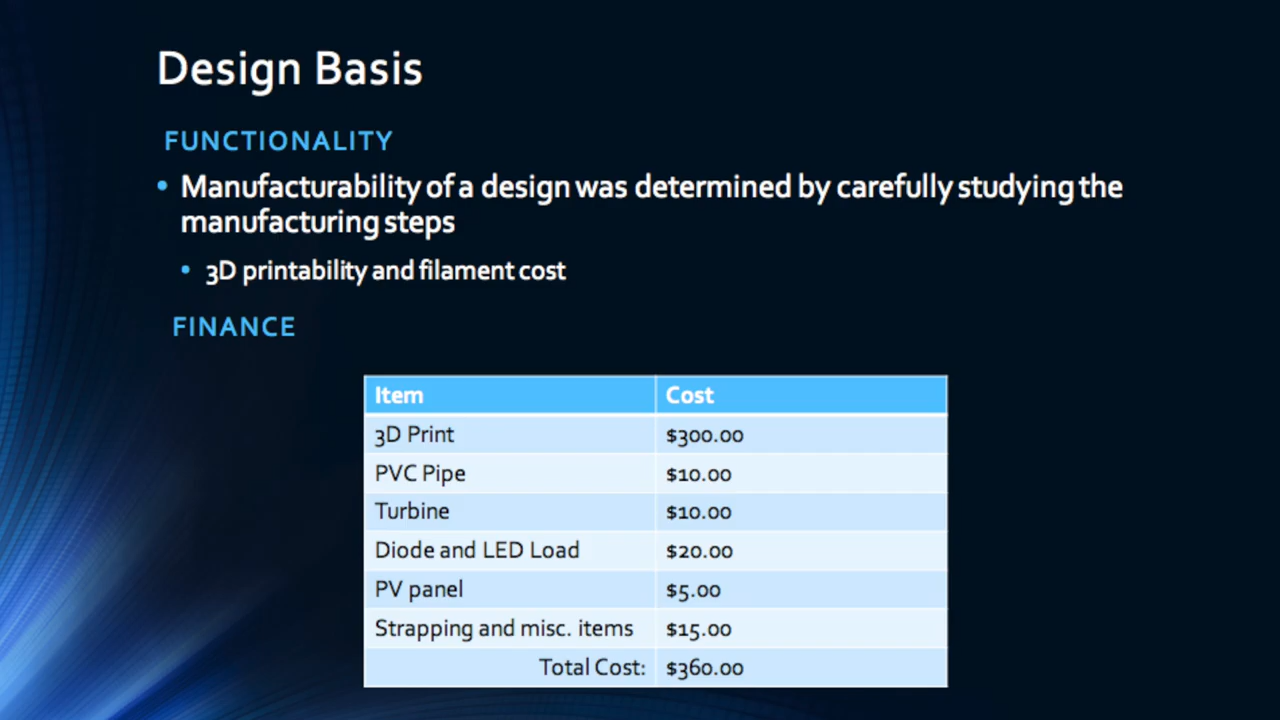 Design Basis
FUNCTIONALITY
• Manufacturability of a design was determined by carefully studying the
manufacturing steps
• 3D printability and filament cost
FINANCE
Item Cost
3D Print $300.00
PVC Pipe $10.00
Turbine $10.00
Diode and LED Load $20.00
PV panel $5.00
Strapping and misc. items $15.00
Total Cost: $360.00